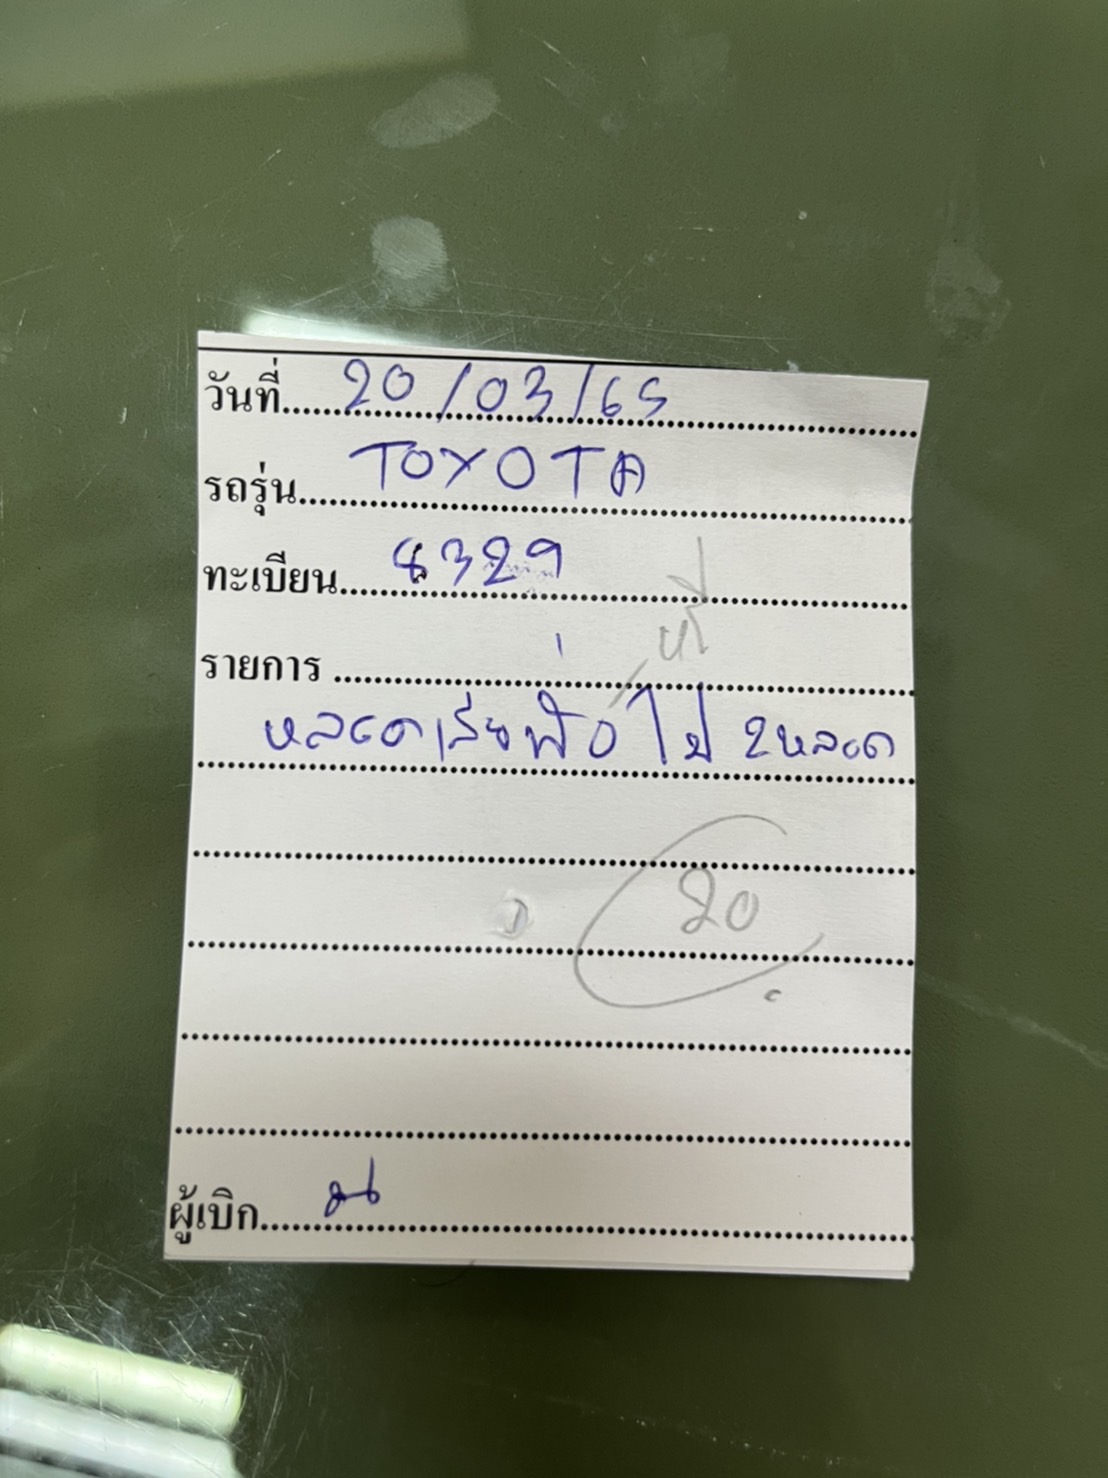 วันที่ 20/03/65
รถรุ่น TOYOTA
ทะเบียน 8329
รายการ
หลอดเสียบ ไป 2หลอด
20
ผู้เบิก